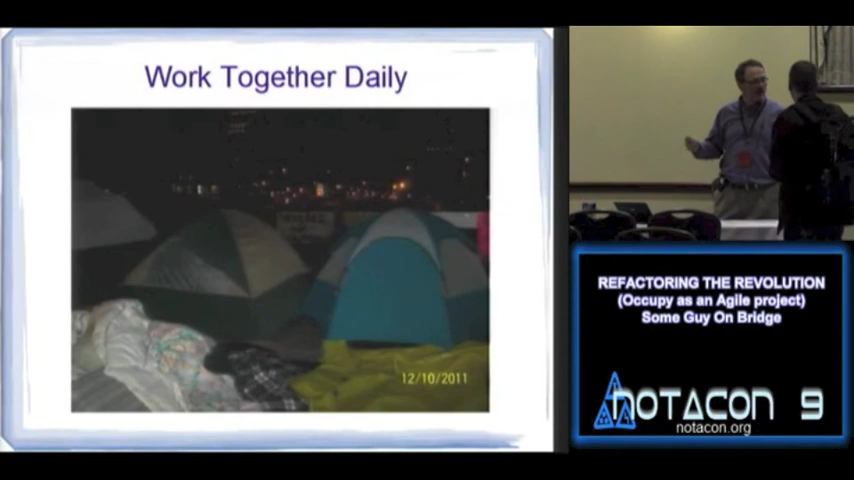 Work Together Daily
12/10/2011
REFACTORING THE REVOLUTION
(Occupy as an Agile project)
Some Guy On Bridge
NOTACON 9
notacon.org